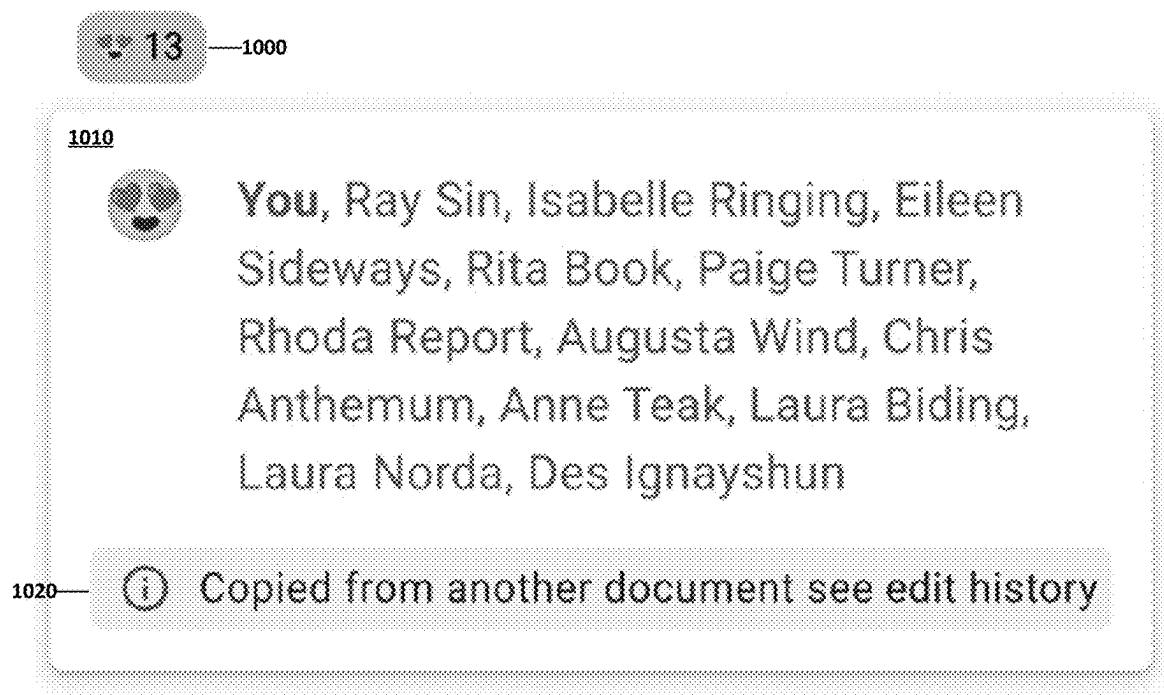 13
1000
1010
You, Ray Sin, Isabelle Ringing, Eileen
Sideways, Rita Book, Paige Turner,
Rhoda Report, Augusta Wind, Chris
Anthemum, Anne Teak, Laura Biding,
Laura Norda, Des Ignayshun
1020
Copied from another document see edit history